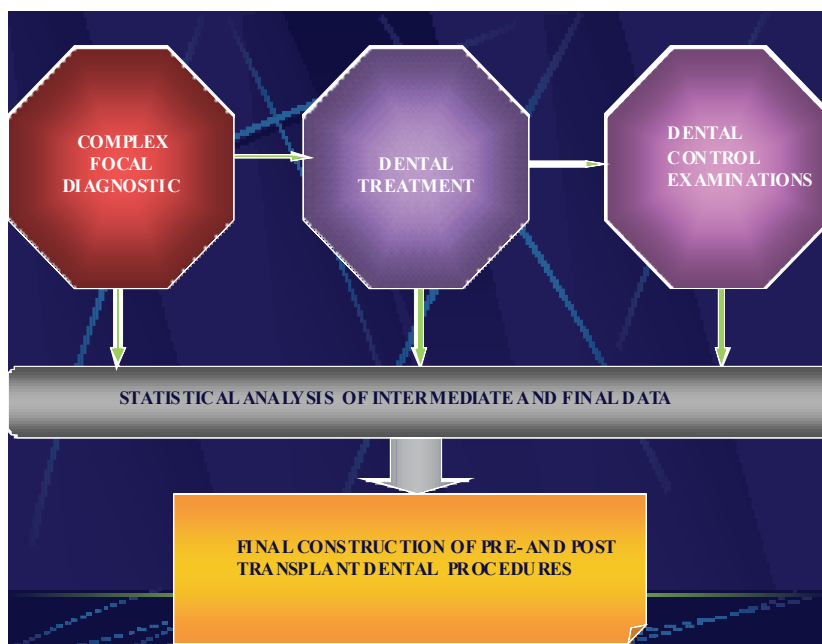 COMPLEX
FOCAL
DIAGNOSTIC
DENTAL
TREATMENT
DENTAL
CONTROL
EXAMINATIONS
STATISTICAL ANALYSIS OF INTERMEDIATE AND FINAL DATA
FINAL CONSTRUCTION OF PRE- AND POST
TRANSPLANT DENTAL PROCEDURES